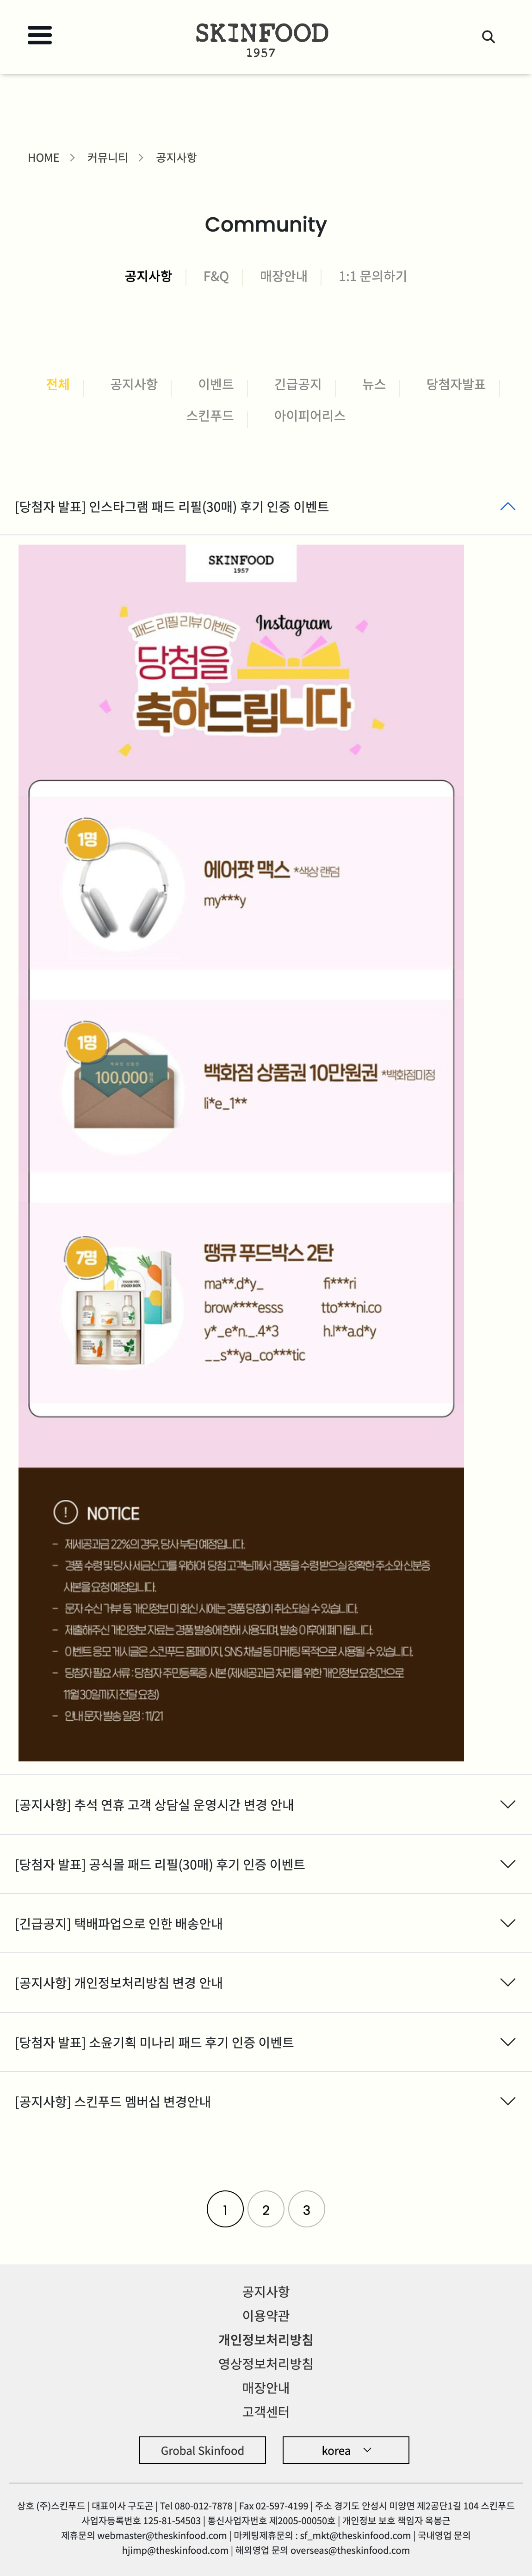 SKINFOOD
1957
HOME > 커뮤니티 > 공지사항
Community
공지사항 F&Q 매장안내 1:1 문의하기
전체 공지사항 이벤트 긴급공지 뉴스 당첨자발표
스킨푸드 아이피어리스
[당첨자 발표] 인스타그램 패드 리필(30매) 후기 인증 이벤트
SKINFOOD
1957
패드 리필 리뷰 이벤트 Instagram
당첨을
축하드립니다
1명
에어팟 맥스 *색상 랜덤
my***y
1명
100,000
백화점 상품권 10만원권 *백화점미정
li*e_1**
7명
땡큐 푸드박스 2탄
ma**.d*y_ fi***ri
brow****esss tto***ni.co
y*_e*n._.4*3 h.l**a.d*y
__s**ya_co***tic
! NOTICE
- 제세공과금 22%의 경우, 당사 부담 예정입니다.
- 경품 수령 및 당사 세금신고를 위하여 당첨 고객님께서 경품을 수령 받으실 정확한 주소와 신분증
사본을 요청 예정입니다.
- 문자 수신 거부 등 개인정보 미 회신 시에는 경품 당첨이 취소되실 수 있습니다.
- 제출해주신 개인정보 자료는 경품 발송에 한해 사용되며, 발송 이후에 폐기됩니다.
- 이벤트 응모 게시글은 스킨푸드 홈페이지, SNS 채널 등 마케팅 목적으로 사용될 수 있습니다.
- 당첨자 필요 서류 : 당첨자 주민등록증 사본 (제세공과금 처리를 위한 개인정보 요청건으로
11월 30일까지 전달 요청)
- 안내 문자 발송 일정 : 11/21
[공지사항] 추석 연휴 고객 상담실 운영시간 변경 안내
[당첨자 발표] 공식몰 패드 리필(30매) 후기 인증 이벤트
[긴급공지] 택배파업으로 인한 배송안내
[공지사항] 개인정보처리방침 변경 안내
[당첨자 발표] 소윤기획 미나리 패드 후기 인증 이벤트
[공지사항] 스킨푸드 멤버십 변경안내
1 2 3
공지사항
이용약관
개인정보처리방침
영상정보처리방침
매장안내
고객센터
Grobal Skinfood korea
상호 (주)스킨푸드 | 대표이사 구도곤 | Tel 080-012-7878 | Fax 02-597-4199 | 주소 경기도 안성시 미양면 제2공단1길 104 스킨푸드
사업자등록번호 125-81-54503 | 통신사업자번호 제2005-00050호 | 개인정보 보호 책임자 옥봉근
제휴문의 webmaster@theskinfood.com | 마케팅제휴문의 : sf_mkt@theskinfood.com | 국내영업 문의
hjimp@theskinfood.com | 해외영업 문의 overseas@theskinfood.com